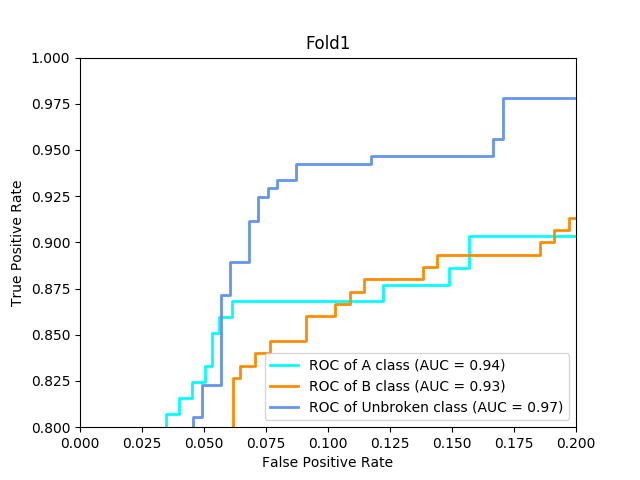 Fold1
1.000
0.975
0.950
0.925
0.900
0.875
0.850
0.825
0.800
True Positive Rate
ROC of A class (AUC = 0.94)
ROC of B class (AUC = 0.93)
ROC of Unbroken class (AUC = 0.97)
0.000 0.025 0.050 0.075 0.100 0.125 0.150 0.175 0.200
False Positive Rate